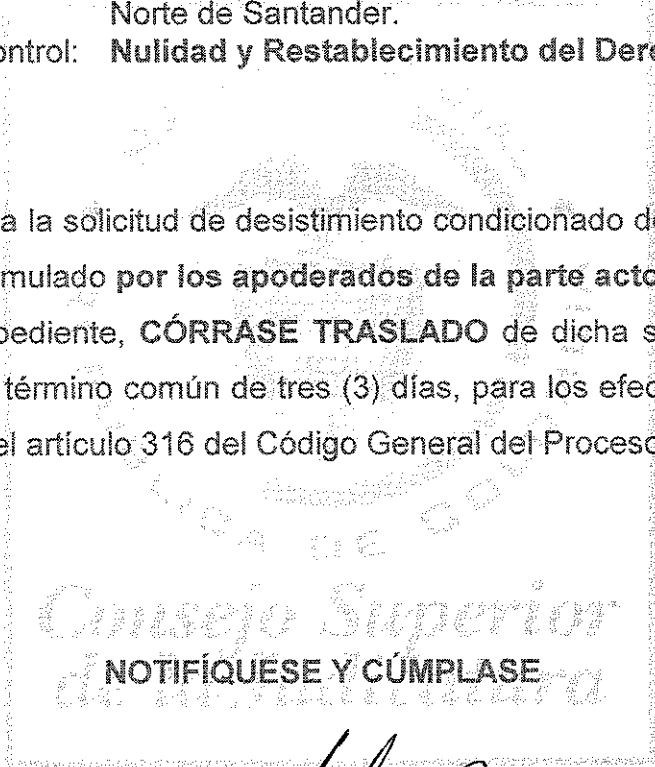 Norte de Santander.
ontrol: Nulidad y Restablecimiento del Dere
a la solicitud de desistimiento condicionado de
mulado por los apoderados de la parte acto
pediente, CÓRRASE TRASLADO de dicha s
término común de tres (3) días, para los efec
el artículo 316 del Código General del Proceso
Consejo Superior
NOTIFÍQUESE Y CÚMPLASE